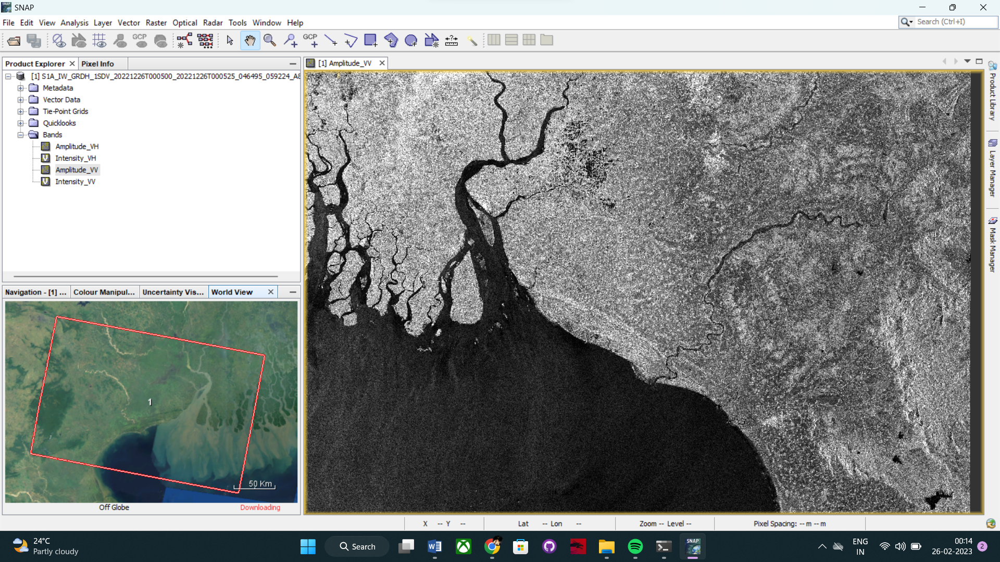 SNAP
File Edit View Analysis Layer Vector Raster Optical Radar Tools Window Help
Search (Ctrl+I)
GCP GCP
Product Explorer Pixel Info
[1] Amplitude_VV
[1] S1A_IW_GRDH_1SDV_20221226T000500_20221226T000525_046495_059224_A8
Metadata
Vector Data
Tie-Point Grids
Quicklooks
Bands
Amplitude_VH
Intensity_VH
Amplitude_VV
Intensity_VV
Product Library
Layer Manager
Mask Manager
Navigation - [1] ... Colour Manipul... Uncertainty Vis... World View
1
50 Km
Off Globe Downloading
X -- Y -- Lat -- Lon -- Zoom -- Level -- Pixel Spacing: -- m -- m
24°C
Partly cloudy
Search
SNAP
ENG
IN
00:14
26-02-2023
2